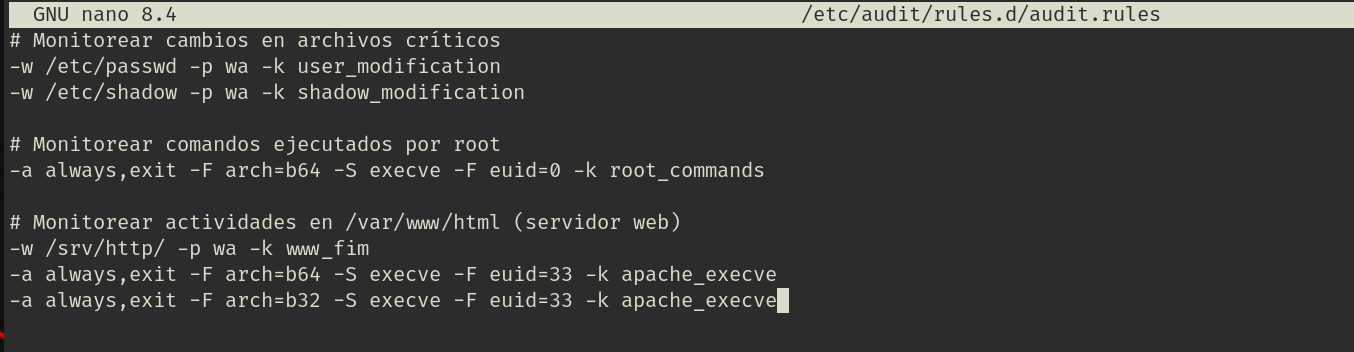 GNU nano 8.4 /etc/audit/rules.d/audit.rules
# Monitorear cambios en archivos críticos
-w /etc/passwd -p wa -k user_modification
-w /etc/shadow -p wa -k shadow_modification
# Monitorear comandos ejecutados por root
-a always,exit -F arch=b64 -S execve -F euid=0 -k root_commands
# Monitorear actividades en /var/www/html (servidor web)
-w /srv/http/ -p wa -k www_fim
-a always,exit -F arch=b64 -S execve -F euid=33 -k apache_execve
-a always,exit -F arch=b32 -S execve -F euid=33 -k apache_execve